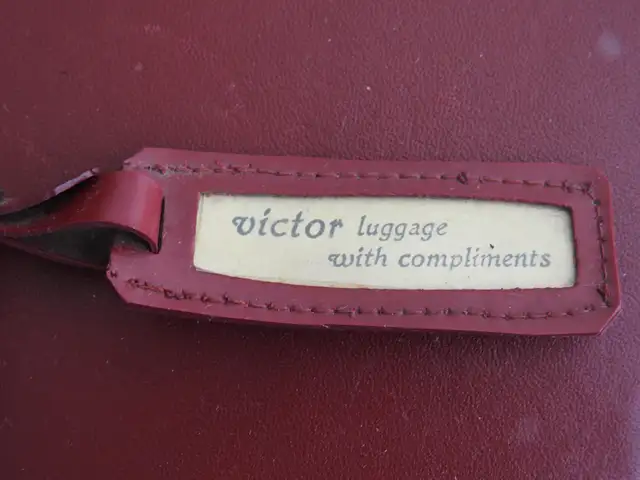 victor luggage
with compliments